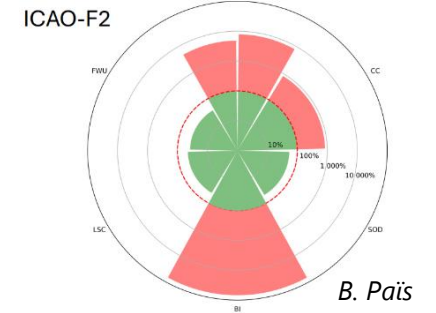 ICAO-F2
FWU
CC
10%
100%
1 000%
10 000%
LSC
SOD
BI
B. Païs